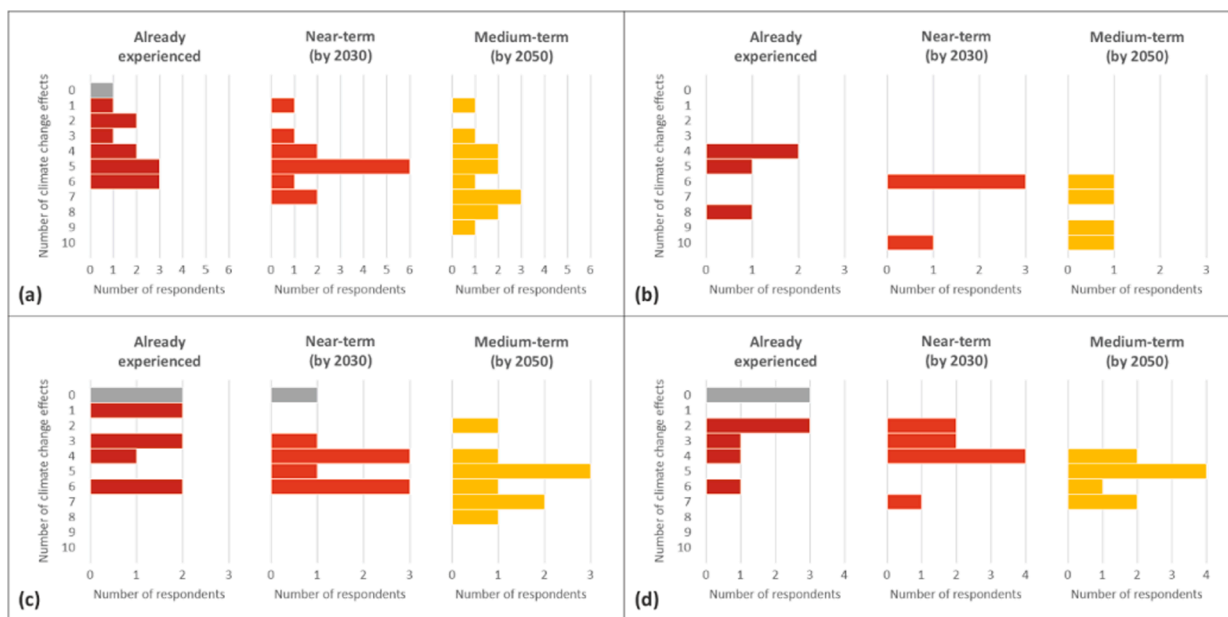 Already experienced
Near-term (by 2030)
Medium-term (by 2050)
Number of climate change effects
0
1
2
3
4
5
6
7
8
9
10
0 1 2 3 4 5 6
0 1 2 3 4 5 6
0 1 2 3 4 5 6
Number of respondents
Number of respondents
Number of respondents
(a)
Already experienced
Near-term (by 2030)
Medium-term (by 2050)
Number of climate change effects
0
1
2
3
4
5
6
7
8
9
10
0 1 2 3
0 1 2 3
0 1 2 3
Number of respondents
Number of respondents
Number of respondents
(b)
Already experienced
Near-term (by 2030)
Medium-term (by 2050)
Number of climate change effects
0
1
2
3
4
5
6
7
8
9
10
0 1 2 3
0 1 2 3
0 1 2 3
Number of respondents
Number of respondents
Number of respondents
(c)
Already experienced
Near-term (by 2030)
Medium-term (by 2050)
Number of climate change effects
0
1
2
3
4
5
6
7
8
9
10
0 1 2 3 4
0 1 2 3 4
0 1 2 3 4
Number of respondents
Number of respondents
Number of respondents
(d)